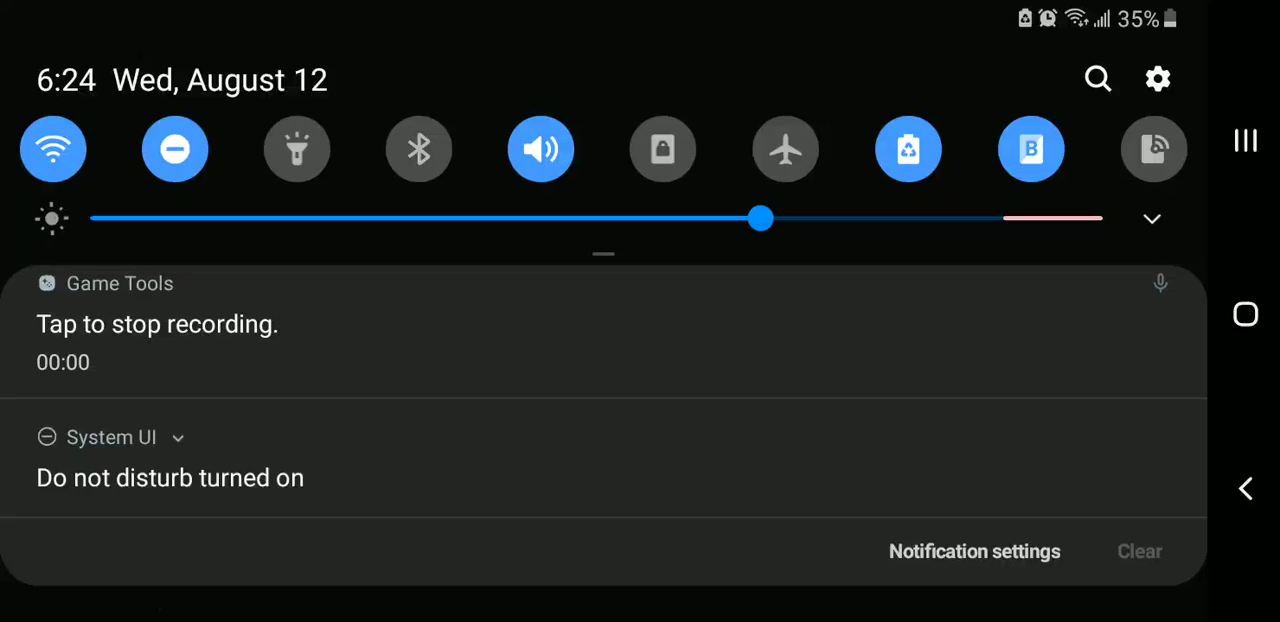 35%
6:24 Wed, August 12
B
Game Tools
Tap to stop recording.
00:00
System UI
Do not disturb turned on
Notification settings
Clear